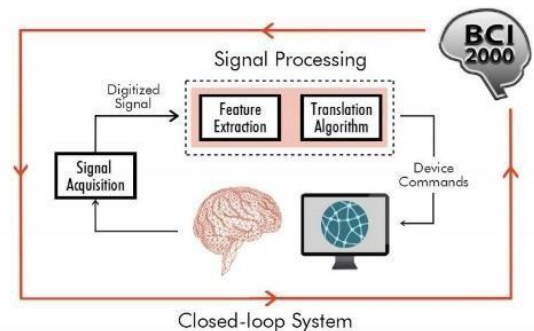 BCI
2000
Signal Processing
Digitized
Signal
Feature
Extraction
Translation
Algorithm
Signal
Acquisition
Device
Commands
Closed-loop System